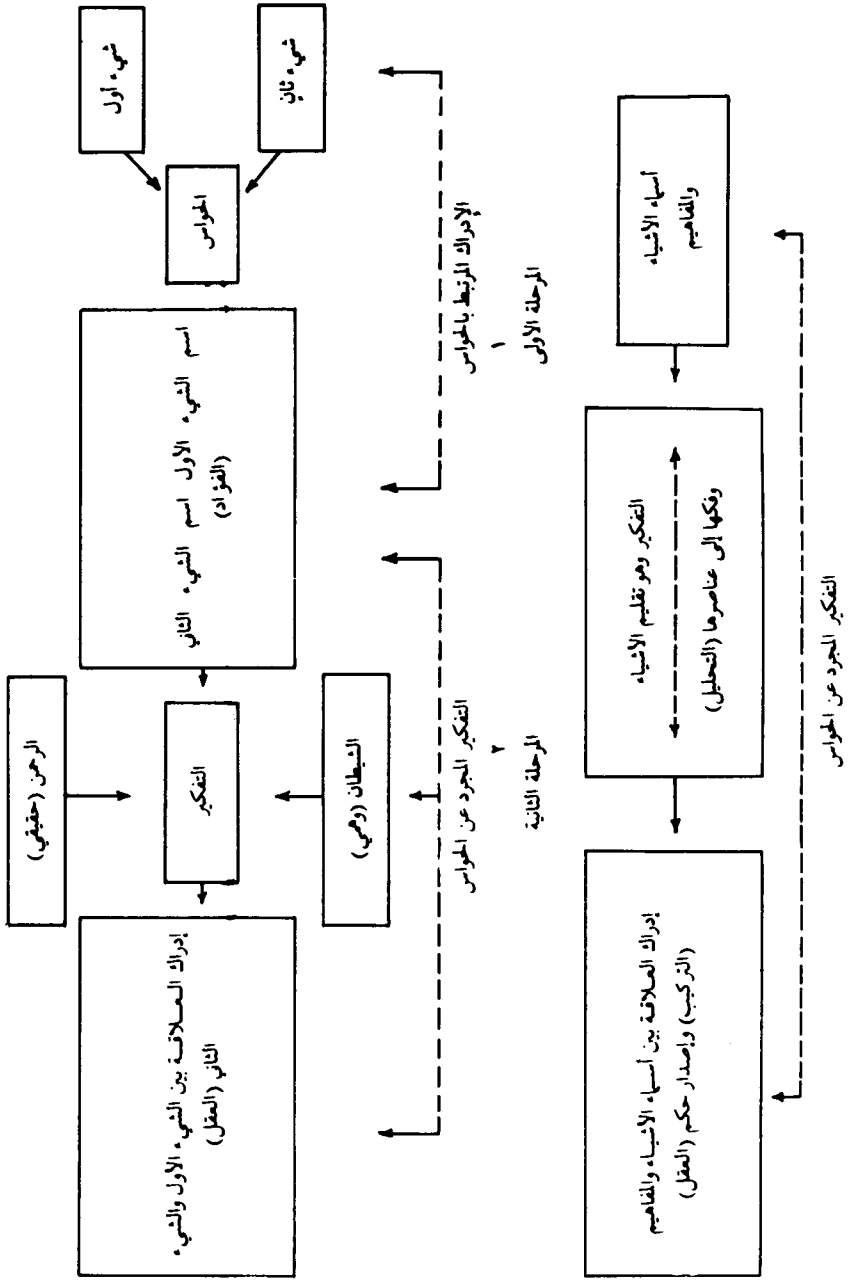 شيء أول
شيء ثانٍ
الحواس
اسم الشيء الأول اسم الشيء الثاني
(الفؤاد)
الرحمن (حقيقي)
التفكير
الشيطان (وهمي)
إدراك العلاقة بين الشيء الأول والشيء
الثاني (العقل)
الإدراك المرتبط بالحواس
١
المرحلة الأولى
التفكير المجرد عن الحواس
٢
المرحلة الثانية
أسماء الأشياء
والمفاهيم
التفكير وهو تقليم الأشياء
وفكها إلى عناصرها (التحليل)
إدراك العلاقة بين أسماء الأشياء والمفاهيم
(التركيب) وإصدار حكم (العقل)
التفكير المجرد عن الحواس